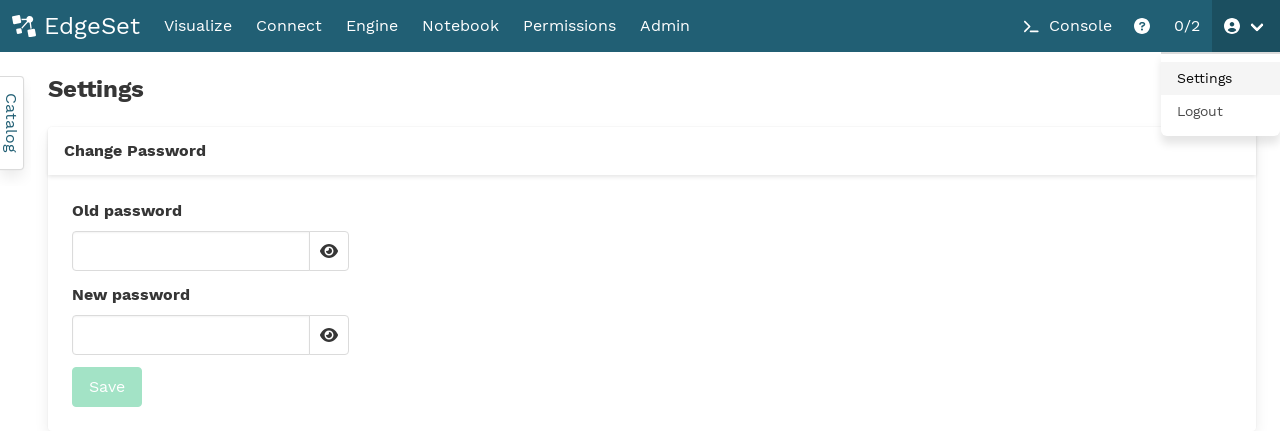 EdgeSet Visualize Connect Engine Notebook Permissions Admin Console 0/2
Settings
Logout
Catalog
Settings
Change Password
Old password
New password
Save